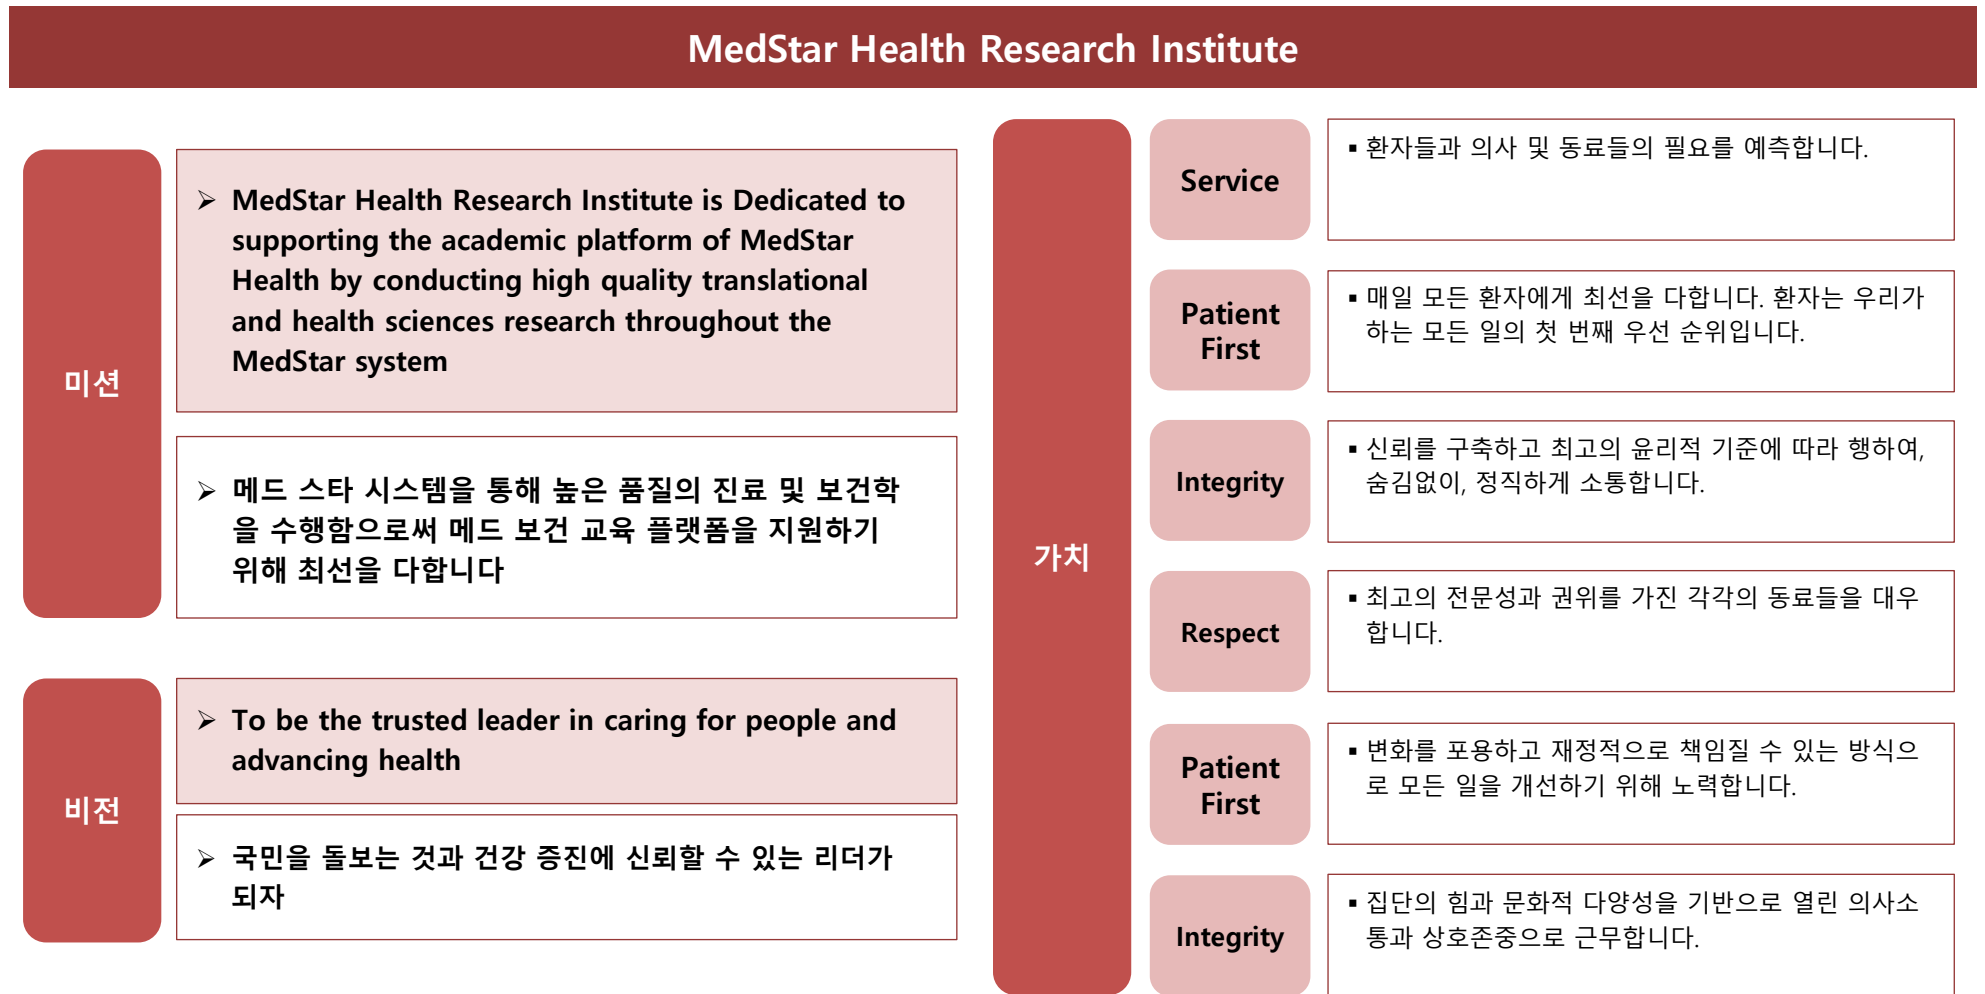 MedStar Health Research Institute
미션
➢ MedStar Health Research Institute is Dedicated to
supporting the academic platform of MedStar
Health by conducting high quality translational
and health sciences research throughout the
MedStar system
➢ 메드 스타 시스템을 통해 높은 품질의 진료 및 보건학
을 수행함으로써 메드 보건 교육 플랫폼을 지원하기
위해 최선을 다합니다
비전
➢ To be the trusted leader in caring for people and
advancing health
➢ 국민을 돌보는 것과 건강 증진에 신뢰할 수 있는 리더가
되자
가치
Service
▪ 환자들과 의사 및 동료들의 필요를 예측합니다.
Patient
First
▪ 매일 모든 환자에게 최선을 다합니다. 환자는 우리가
하는 모든 일의 첫 번째 우선 순위입니다.
Integrity
▪ 신뢰를 구축하고 최고의 윤리적 기준에 따라 행하여,
숨김없이, 정직하게 소통합니다.
Respect
▪ 최고의 전문성과 권위를 가진 각각의 동료들을 대우
합니다.
Patient
First
▪ 변화를 포용하고 재정적으로 책임질 수 있는 방식으
로 모든 일을 개선하기 위해 노력합니다.
Integrity
▪ 집단의 힘과 문화적 다양성을 기반으로 열린 의사소
통과 상호존중으로 근무합니다.